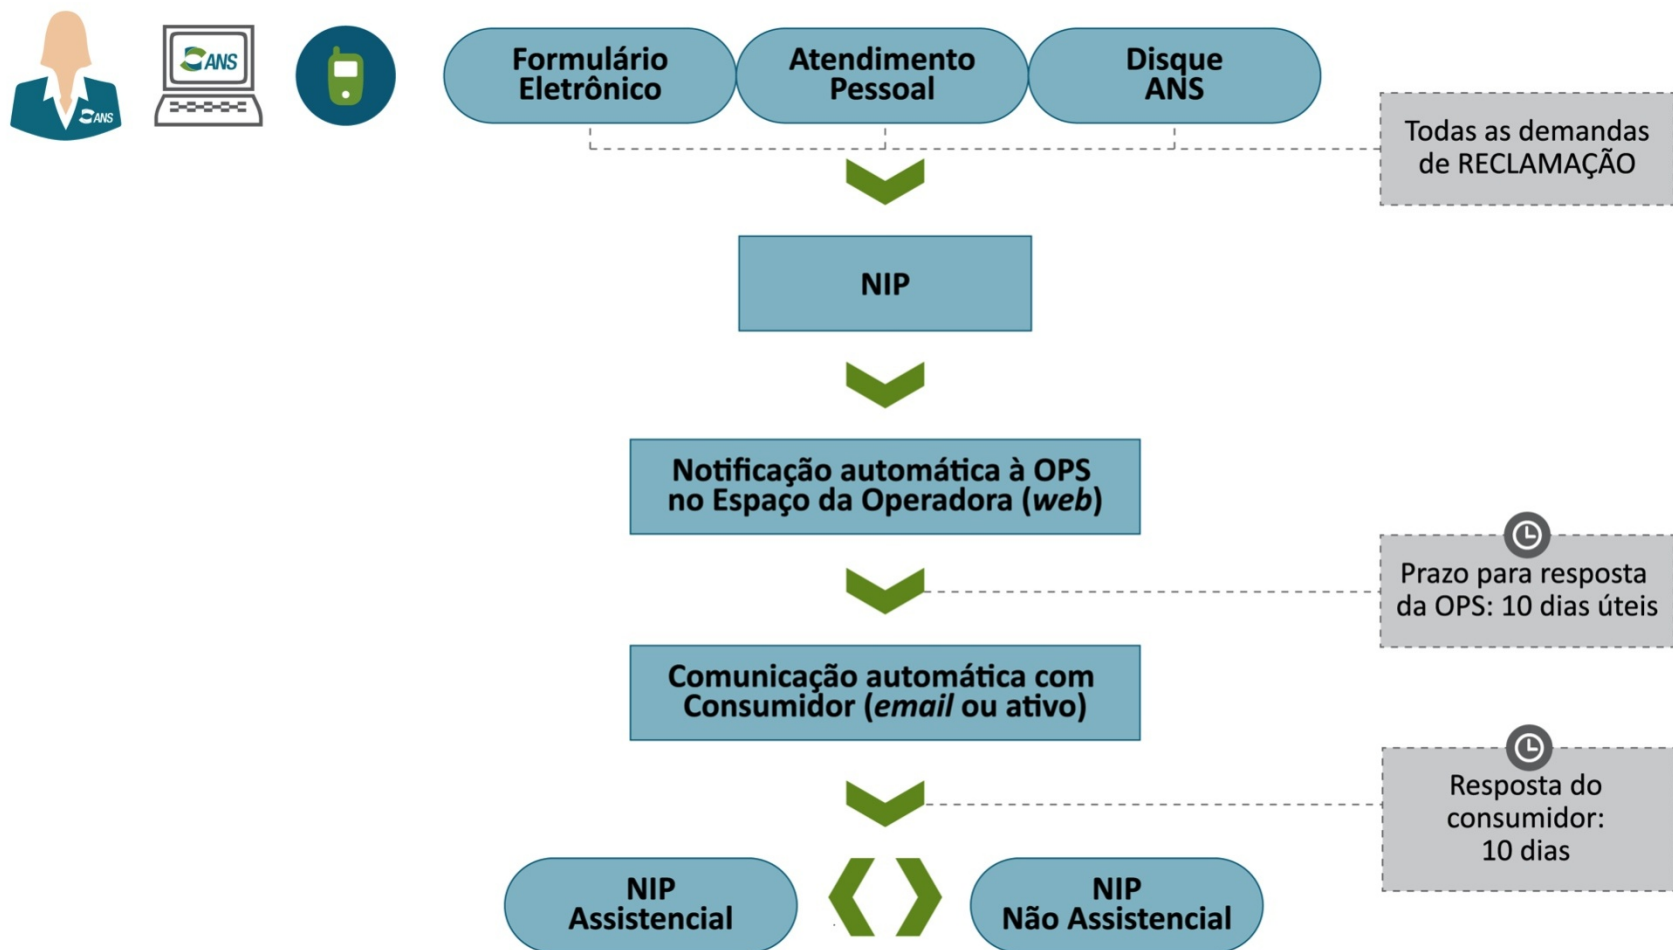 ANS
ANS
Formulário
Eletrônico
Atendimento
Pessoal
Disque
ANS
Todas as demandas
de RECLAMAÇÃO
NIP
Notificação automática à OPS
no Espaço da Operadora (web)
Prazo para resposta
da OPS: 10 dias úteis
Comunicação automática com
Consumidor (email ou ativo)
Resposta do
consumidor:
10 dias
NIP
Assistencial
NIP
Não Assistencial